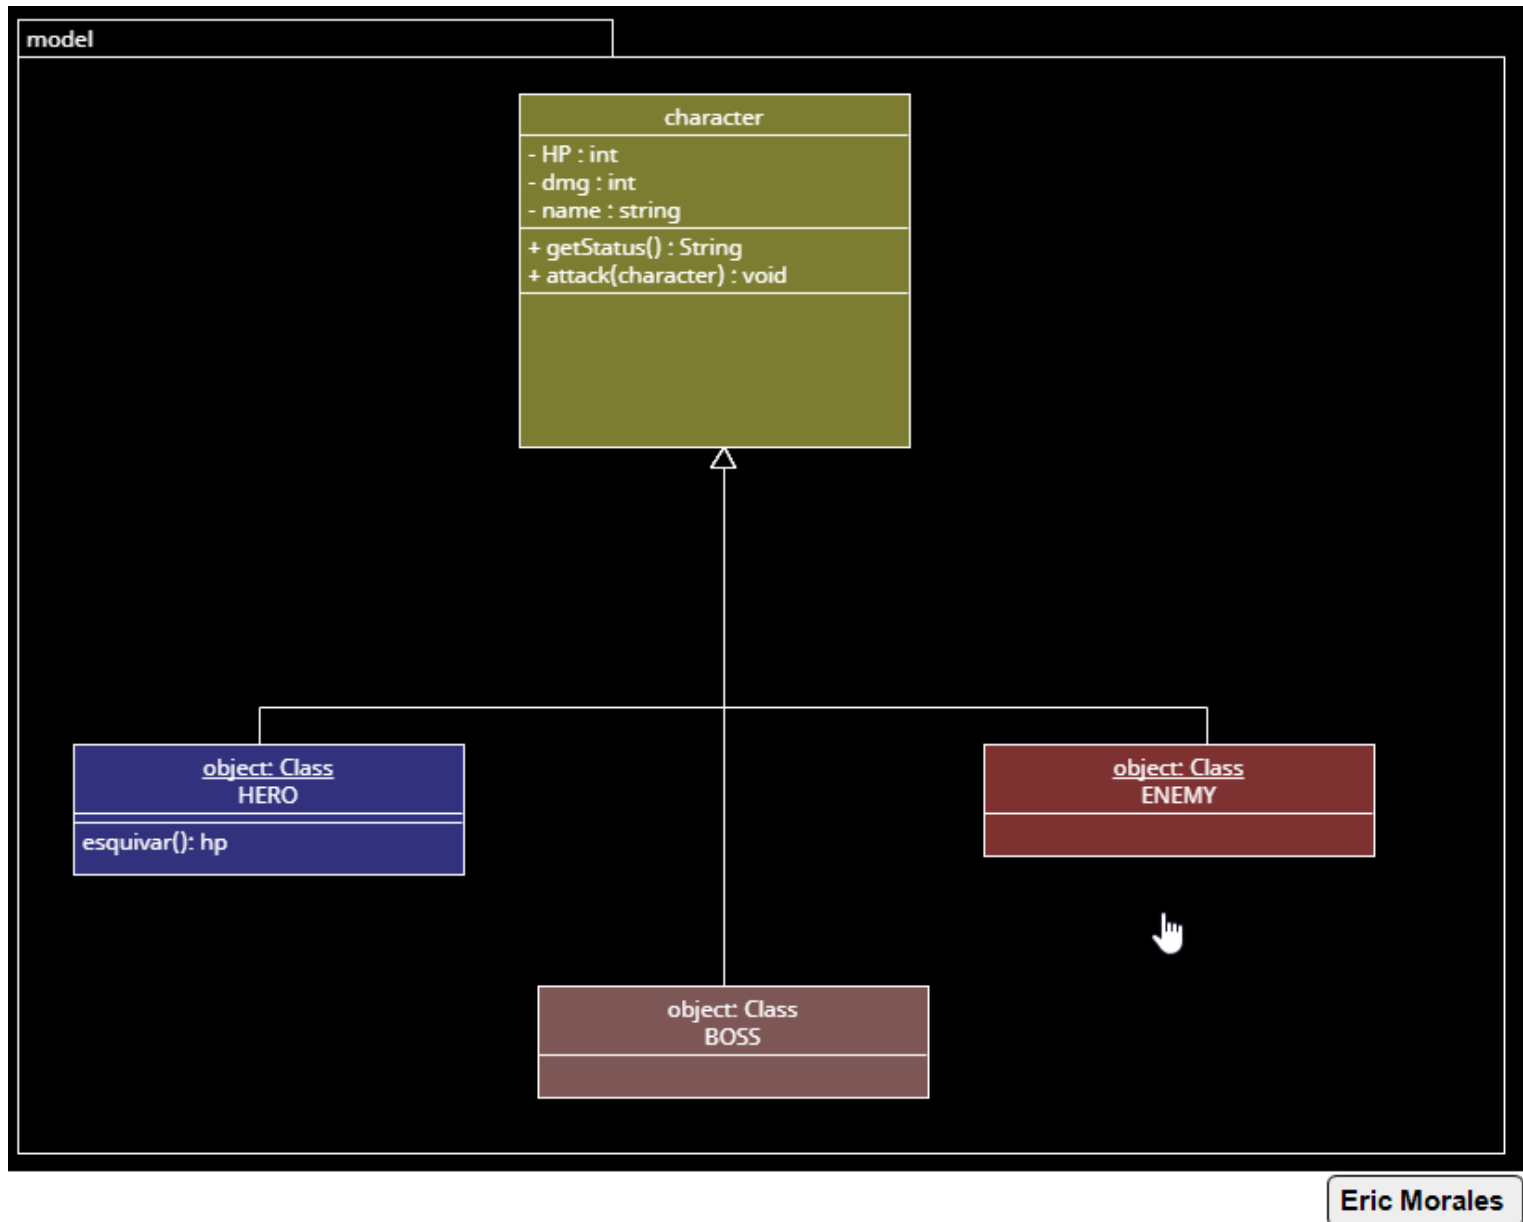 model
character
- HP : int
- dmg : int
- name : string
+ getStatus() : String
+ attack(character) : void
object: Class
HERO
esquivar(): hp
object: Class
ENEMY
object: Class
BOSS
Eric Morales